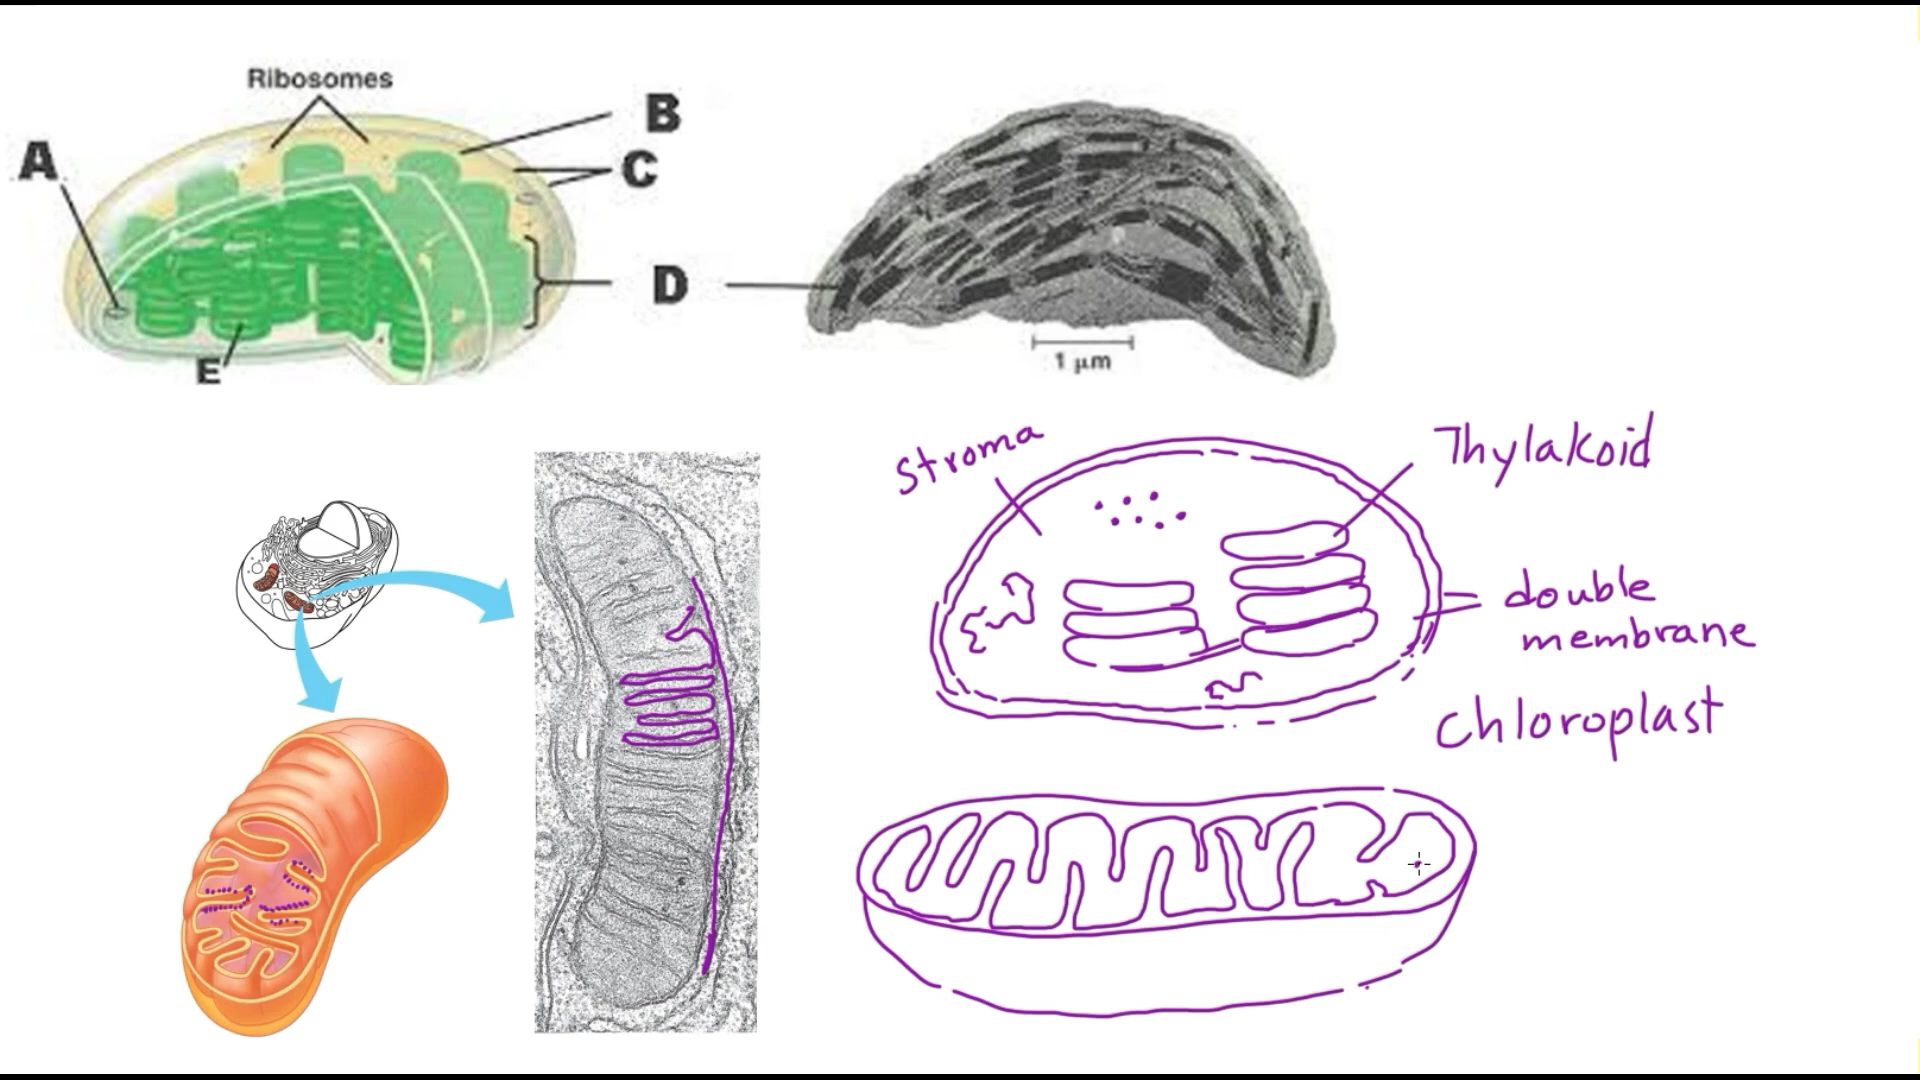 Ribosomes
A
B
C
D
E
1 µm
stroma
Thylakoid
double
membrane
chloroplast